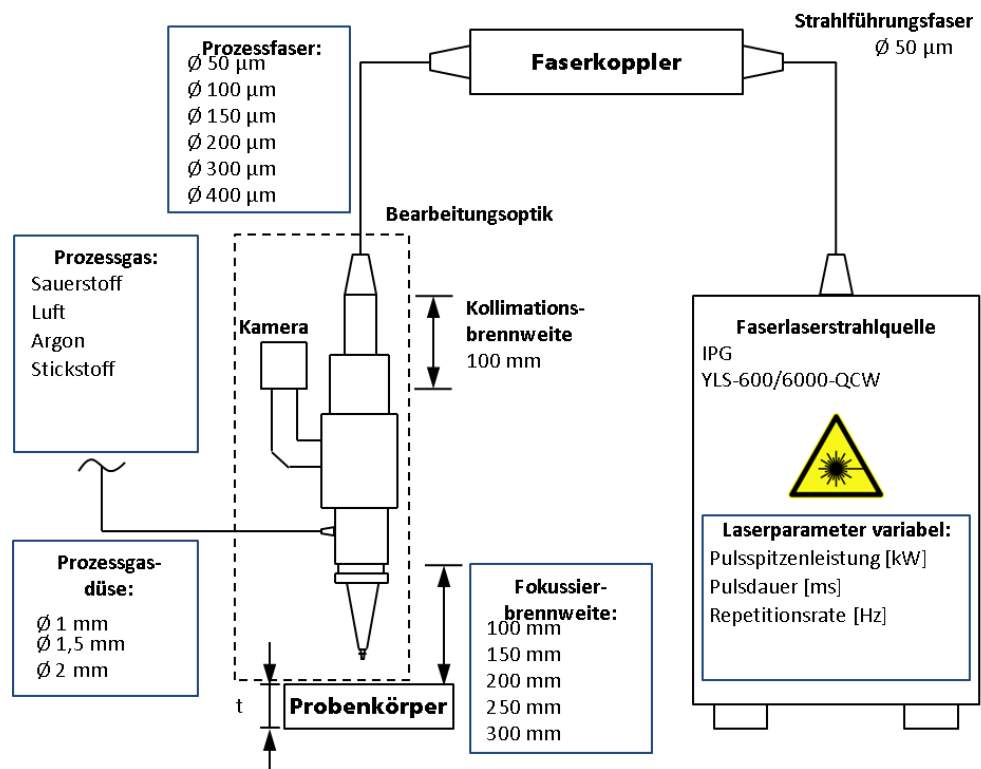 Strahlführungsfaser
Ø 50 µm
Prozessfaser:
Ø 50 µm
Ø 100 µm
Ø 150 µm
Ø 200 µm
Ø 300 µm
Ø 400 µm
Faserkoppler
Bearbeitungsoptik
Prozessgas:
Sauerstoff
Luft
Argon
Stickstoff
Kamera
Kollimations-
brennweite
100 mm
Faserlaserstrahlquelle
IPG
YLS-600/6000-QCW
Laserparameter variabel:
Pulsspitzenleistung [kW]
Pulsdauer [ms]
Repetitionsrate [Hz]
Prozessgas-
düse:
Ø 1 mm
Ø 1,5 mm
Ø 2 mm
Fokussier-
brennweite:
100 mm
150 mm
200 mm
250 mm
300 mm
t
Probenkörper